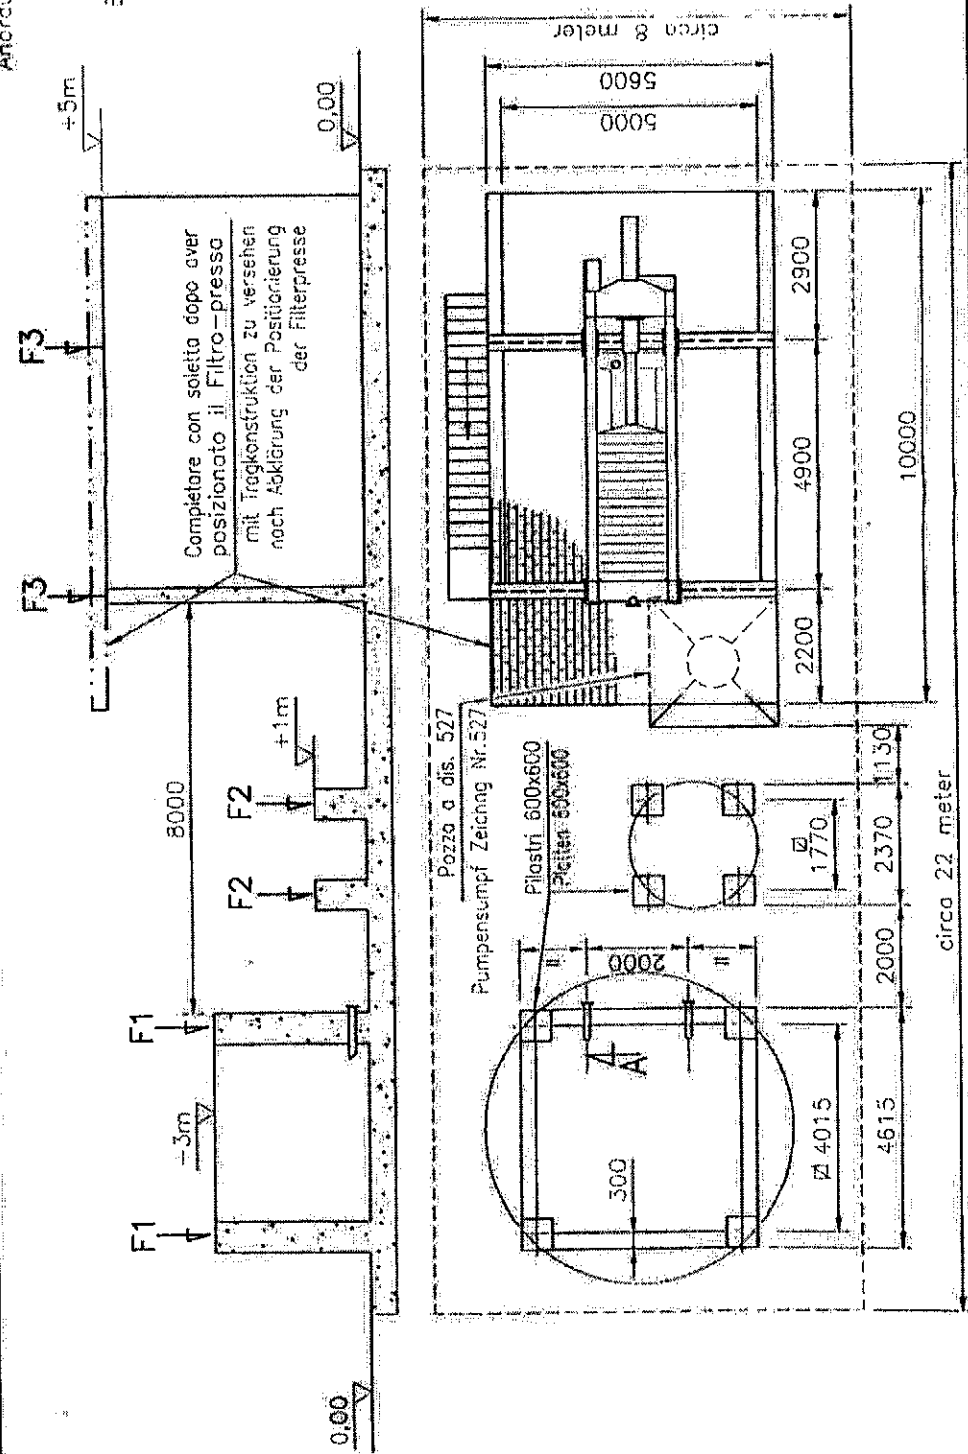 F1
F1
F2
F2
F3
F3
+1m
+5m
0,00
0,00
8000
Completare con soletta dopo aver
posizionato il Filtro-pressa
mit Tragkonstruktion zu versehen
nach Abklärung der Positionierung
der Filterpresse
Pozzo a dis. 527
Pumpensumpf Zeichng Nr.527
Pilastri 600x600
Platten 600x600
=
2000
=
A
300
4015
4615
2000
1770
2370
1130
2200
4900
2900
10000
5000
5600
circa 8 meter
circa 22 meter